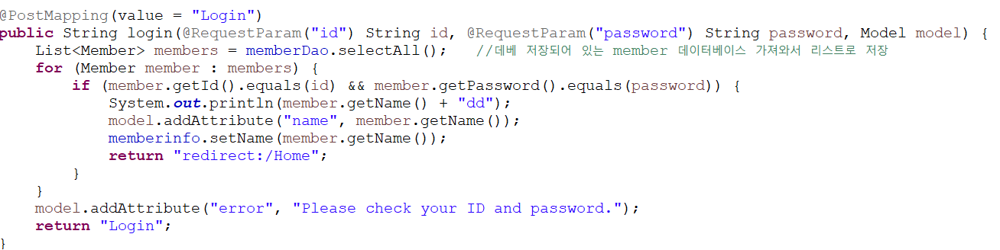 @PostMapping(value = "Login")
public String login(@RequestParam("id") String id, @RequestParam("password") String password, Model model) {
    List<Member> members = memberDao.selectAll();   //데베 저장되어 있는 member 데이터베이스 가져와서 리스트로 저장
    for (Member member : members) {
        if (member.getId().equals(id) && member.getPassword().equals(password)) {
            System.out.println(member.getName() + "dd");
            model.addAttribute("name", member.getName());
            memberinfo.setName(member.getName());
            return "redirect:/Home";
        }
    }
    model.addAttribute("error", "Please check your ID and password.");
    return "Login";
}